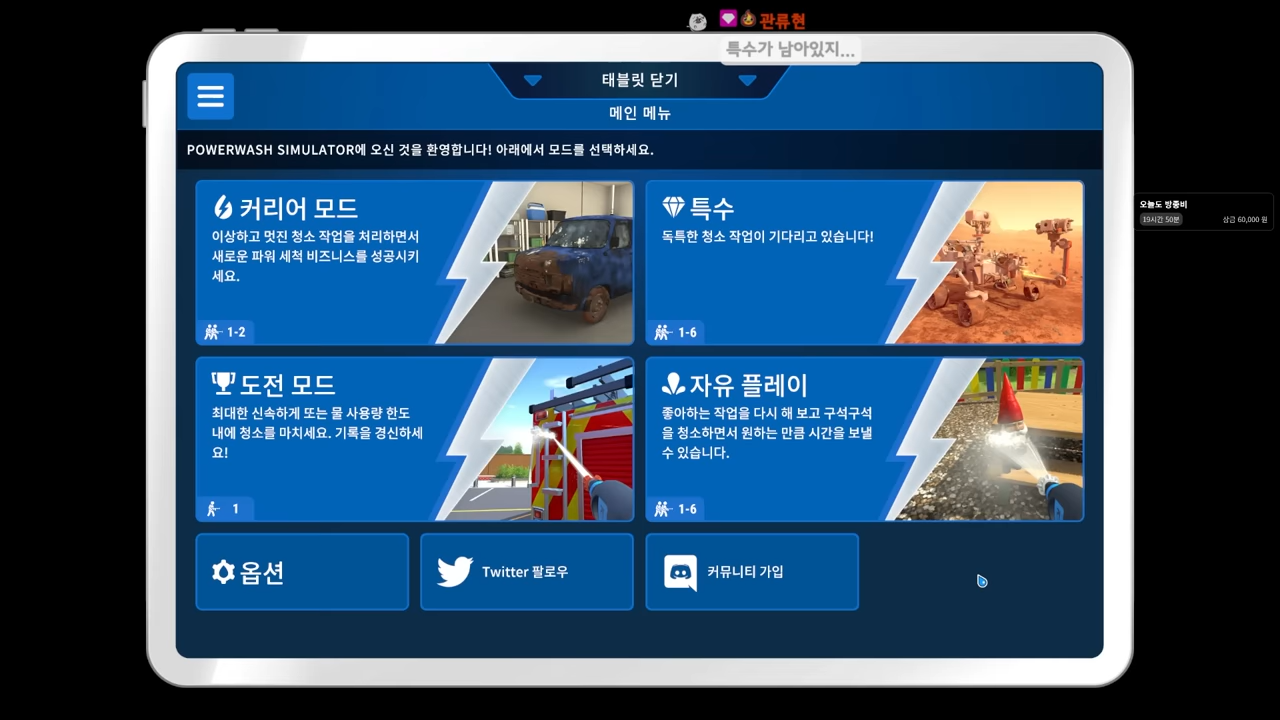 관류현
특수가 남아있지...
태블릿 닫기
메인 메뉴
POWERWASH SIMULATOR에 오신 것을 환영합니다! 아래에서 모드를 선택하세요.
커리어 모드
이상하고 멋진 청소 작업을 처리하면서
새로운 파워 세척 비즈니스를 성공시키
세요.
1-2
특수
독특한 청소 작업이 기다리고 있습니다!
1-6
오늘도 방종비
19시간 50분
상금 60,000 원
도전 모드
최대한 신속하게 또는 물 사용량 한도
내에 청소를 마치세요. 기록을 경신하세
요!
1
자유 플레이
좋아하는 작업을 다시 해 보고 구석구석
을 청소하면서 원하는 만큼 시간을 보낼
수 있습니다.
1-6
옵션
Twitter 팔로우
커뮤니티 가입